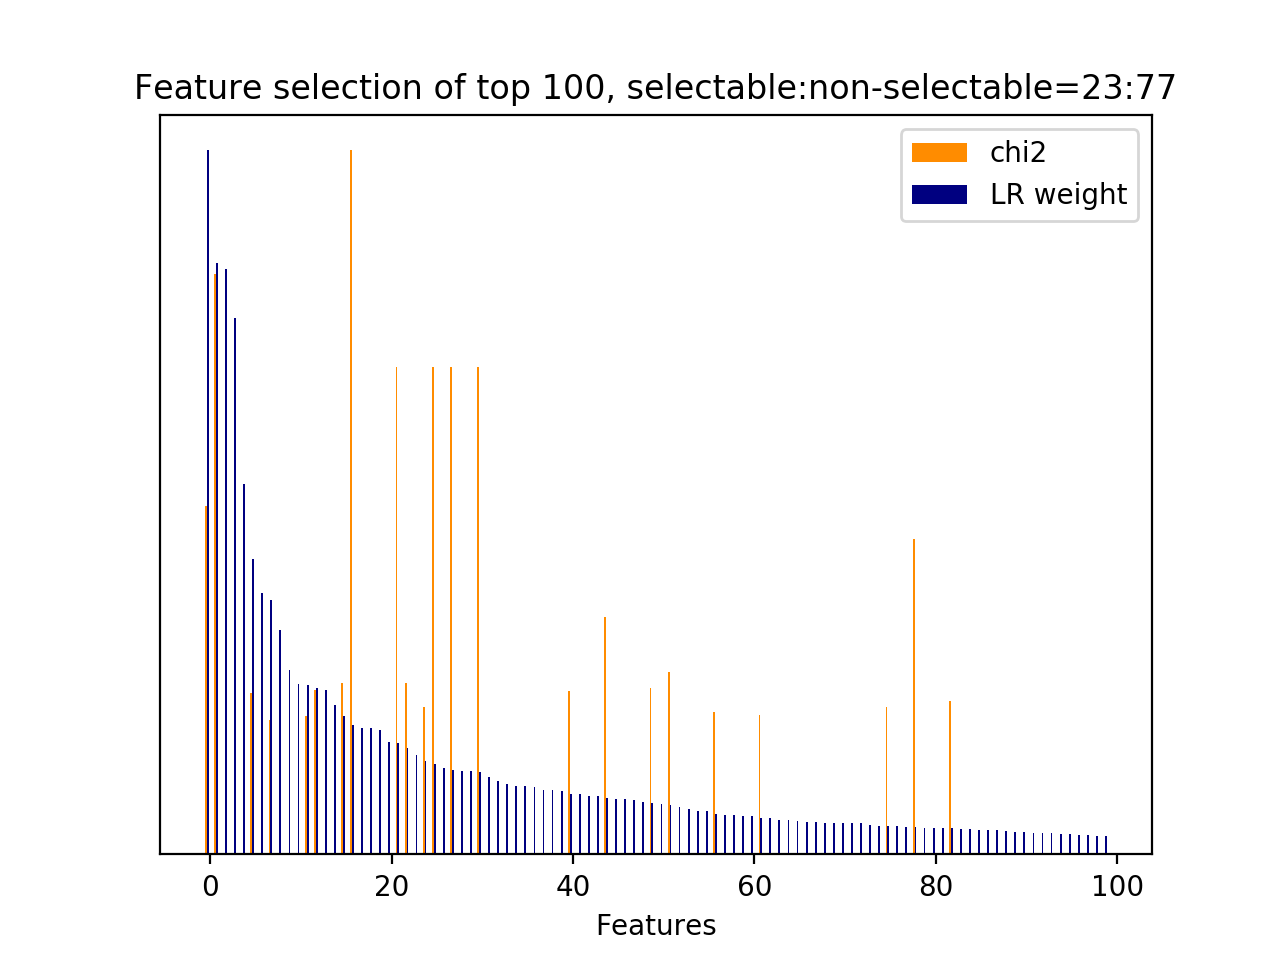 Feature selection of top 100, selectable:non-selectable=23:77
chi2
LR weight
0 20 40 60 80 100
Features